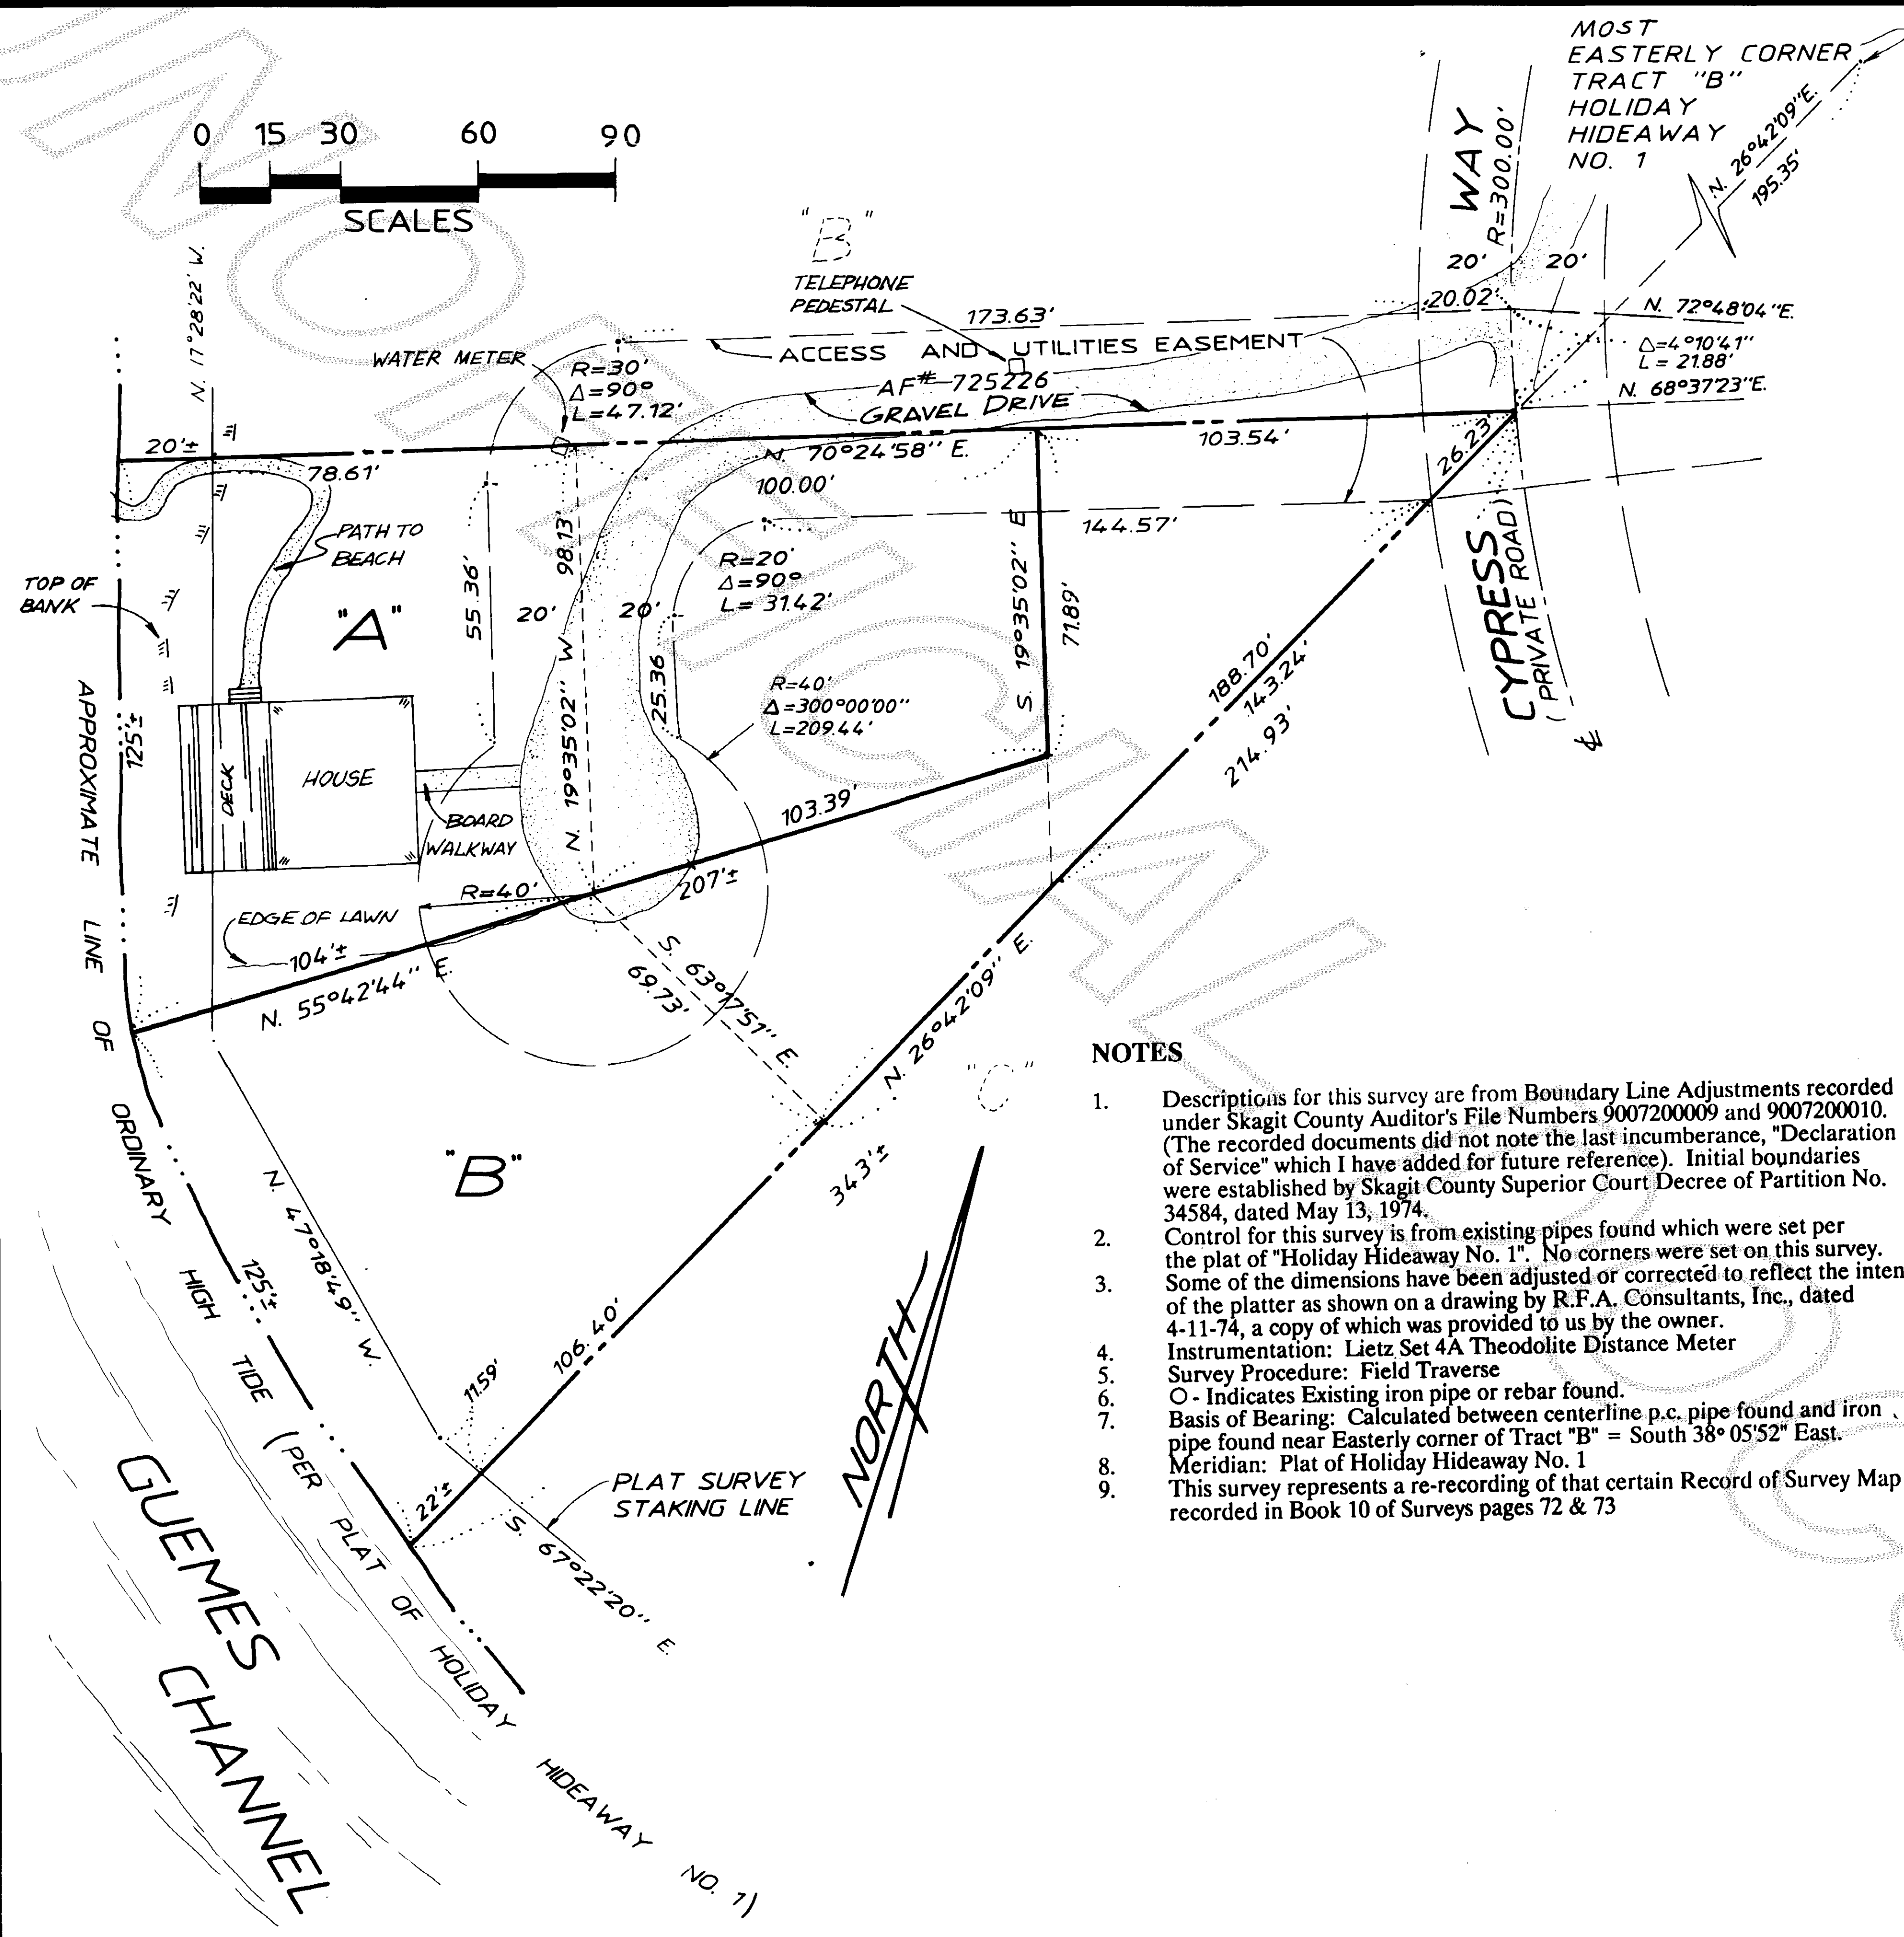 MOST
EASTERLY CORNER
TRACT "B"
HOLIDAY
HIDEAWAY
NO. 1
N. 26°42'09"E.
195.35'
0 15 30 60 90
SCALES
WAY
R=300.00'
20' 20'
20.02'
N. 72°48'04"E.
Δ=4°10'41"
L = 21.88'
N. 68°37'23"E.
"B"
TELEPHONE
PEDESTAL
173.63'
ACCESS AND UTILITIES EASEMENT
AF# 725226
GRAVEL DRIVE
N. 17°28'22" W.
WATER METER
R=30'
Δ=90°
L=47.12'
20'±
78.61'
N. 70°24'58" E.
103.54'
26.23'
100.00'
144.57'
PATH TO
BEACH
TOP OF
BANK
"A"
55.36'
98.13'
20' 20'
R=20'
Δ=90°
L= 31.42'
25.36
S. 19°35'02" E
71.89'
N. 19°35'02" W
R=40'
Δ=300°00'00"
L=209.44'
188.70'
143.24'
214.93'
CYPRESS
(PRIVATE ROAD)
℄
125'±
DECK
HOUSE
BOARD
WALKWAY
103.39'
207'±
R=40'
EDGE OF LAWN
104'±
N. 55°42'44" E.
S. 63°17'51" E.
69.73'
N. 26°42'09" E.
"C"
343'±
"B"
N. 47°18'49" W.
125'±
106.40'
11.59'
22'±
PLAT SURVEY
STAKING LINE
S. 67°22'20" E.
NORTH
APPROXIMATE LINE OF ORDINARY HIGH TIDE (PER PLAT OF HOLIDAY HIDEAWAY NO. 1)
GUEMES
CHANNEL
NOTES
1. Descriptions for this survey are from Boundary Line Adjustments recorded
under Skagit County Auditor's File Numbers 9007200009 and 9007200010.
(The recorded documents did not note the last incumberance, "Declaration
of Service" which I have added for future reference). Initial boundaries
were established by Skagit County Superior Court Decree of Partition No.
34584, dated May 13, 1974.
2. Control for this survey is from existing pipes found which were set per
the plat of "Holiday Hideaway No. 1". No corners were set on this survey.
3. Some of the dimensions have been adjusted or corrected to reflect the inten
of the platter as shown on a drawing by R.F.A. Consultants, Inc., dated
4-11-74, a copy of which was provided to us by the owner.
4. Instrumentation: Lietz Set 4A Theodolite Distance Meter
5. Survey Procedure: Field Traverse
6. O - Indicates Existing iron pipe or rebar found.
7. Basis of Bearing: Calculated between centerline p.c. pipe found and iron
pipe found near Easterly corner of Tract "B" = South 38° 05'52" East.
8. Meridian: Plat of Holiday Hideaway No. 1
9. This survey represents a re-recording of that certain Record of Survey Map
recorded in Book 10 of Surveys pages 72 & 73
UNOFFICIAL